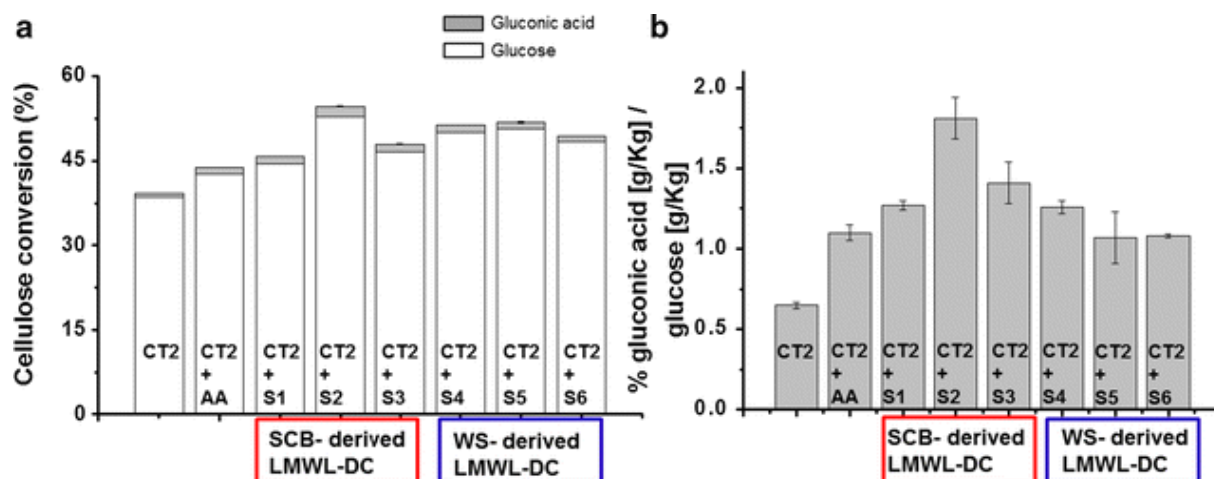 a
Gluconic acid
Glucose
Cellulose conversion (%)
60
45
30
15
0
CT2
CT2
+
AA
CT2
+
S1
CT2
+
S2
CT2
+
S3
CT2
+
S4
CT2
+
S5
CT2
+
S6
SCB- derived
LMWL-DC
WS- derived
LMWL-DC
b
% gluconic acid [g/Kg] /
glucose [g/Kg]
2.0
1.5
1.0
0.5
0.0
CT2
CT2
+
AA
CT2
+
S1
CT2
+
S2
CT2
+
S3
CT2
+
S4
CT2
+
S5
CT2
+
S6
SCB- derived
LMWL-DC
WS- derived
LMWL-DC